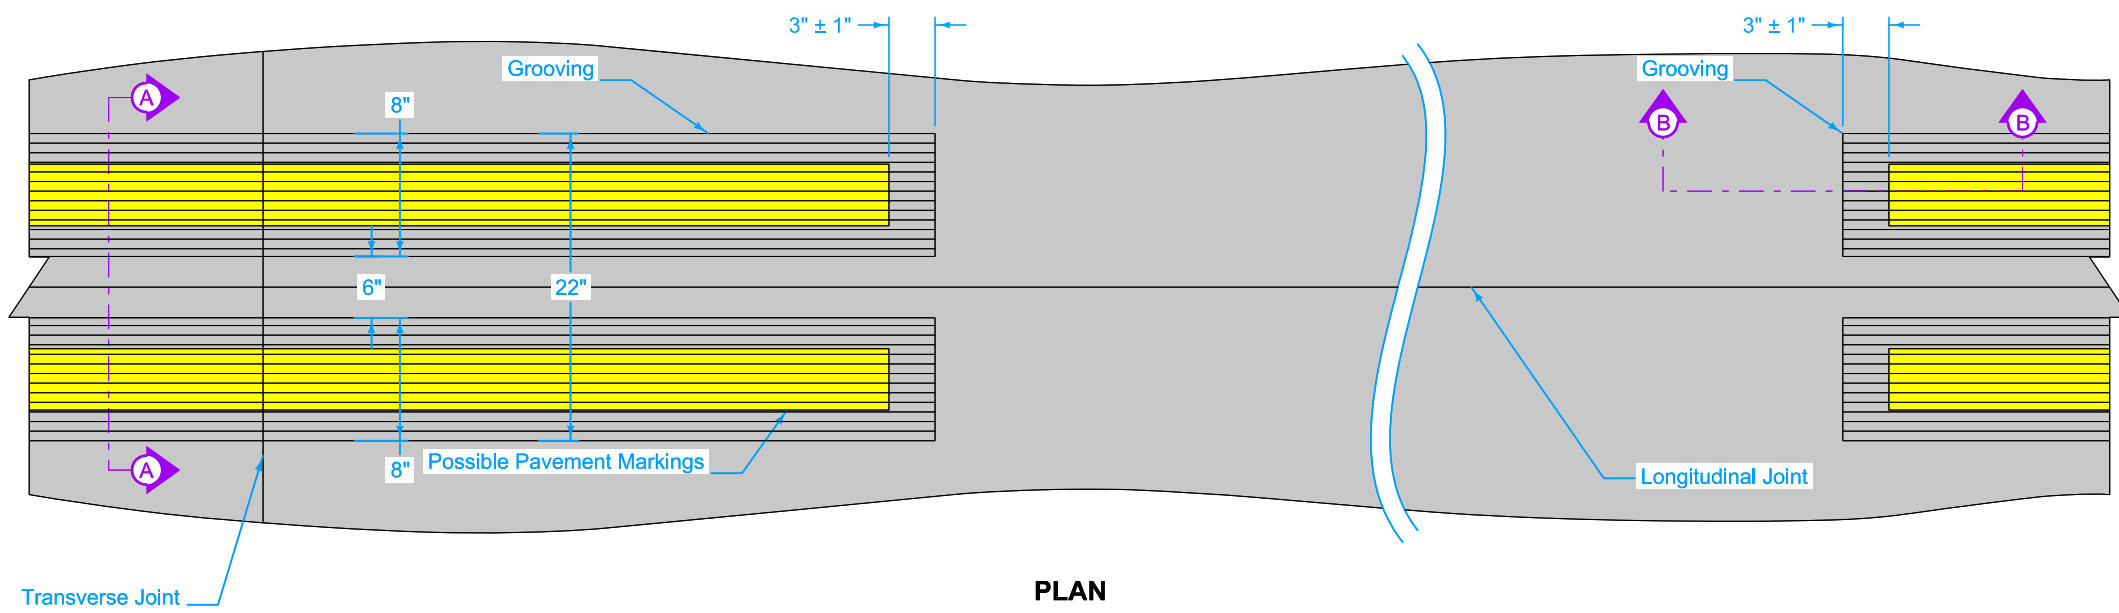 3" ± 1"
3" ± 1"
Grooving
Grooving
A
8"
B
B
6"
22"
A
8"
Possible Pavement Markings
Longitudinal Joint
Transverse Joint
PLAN